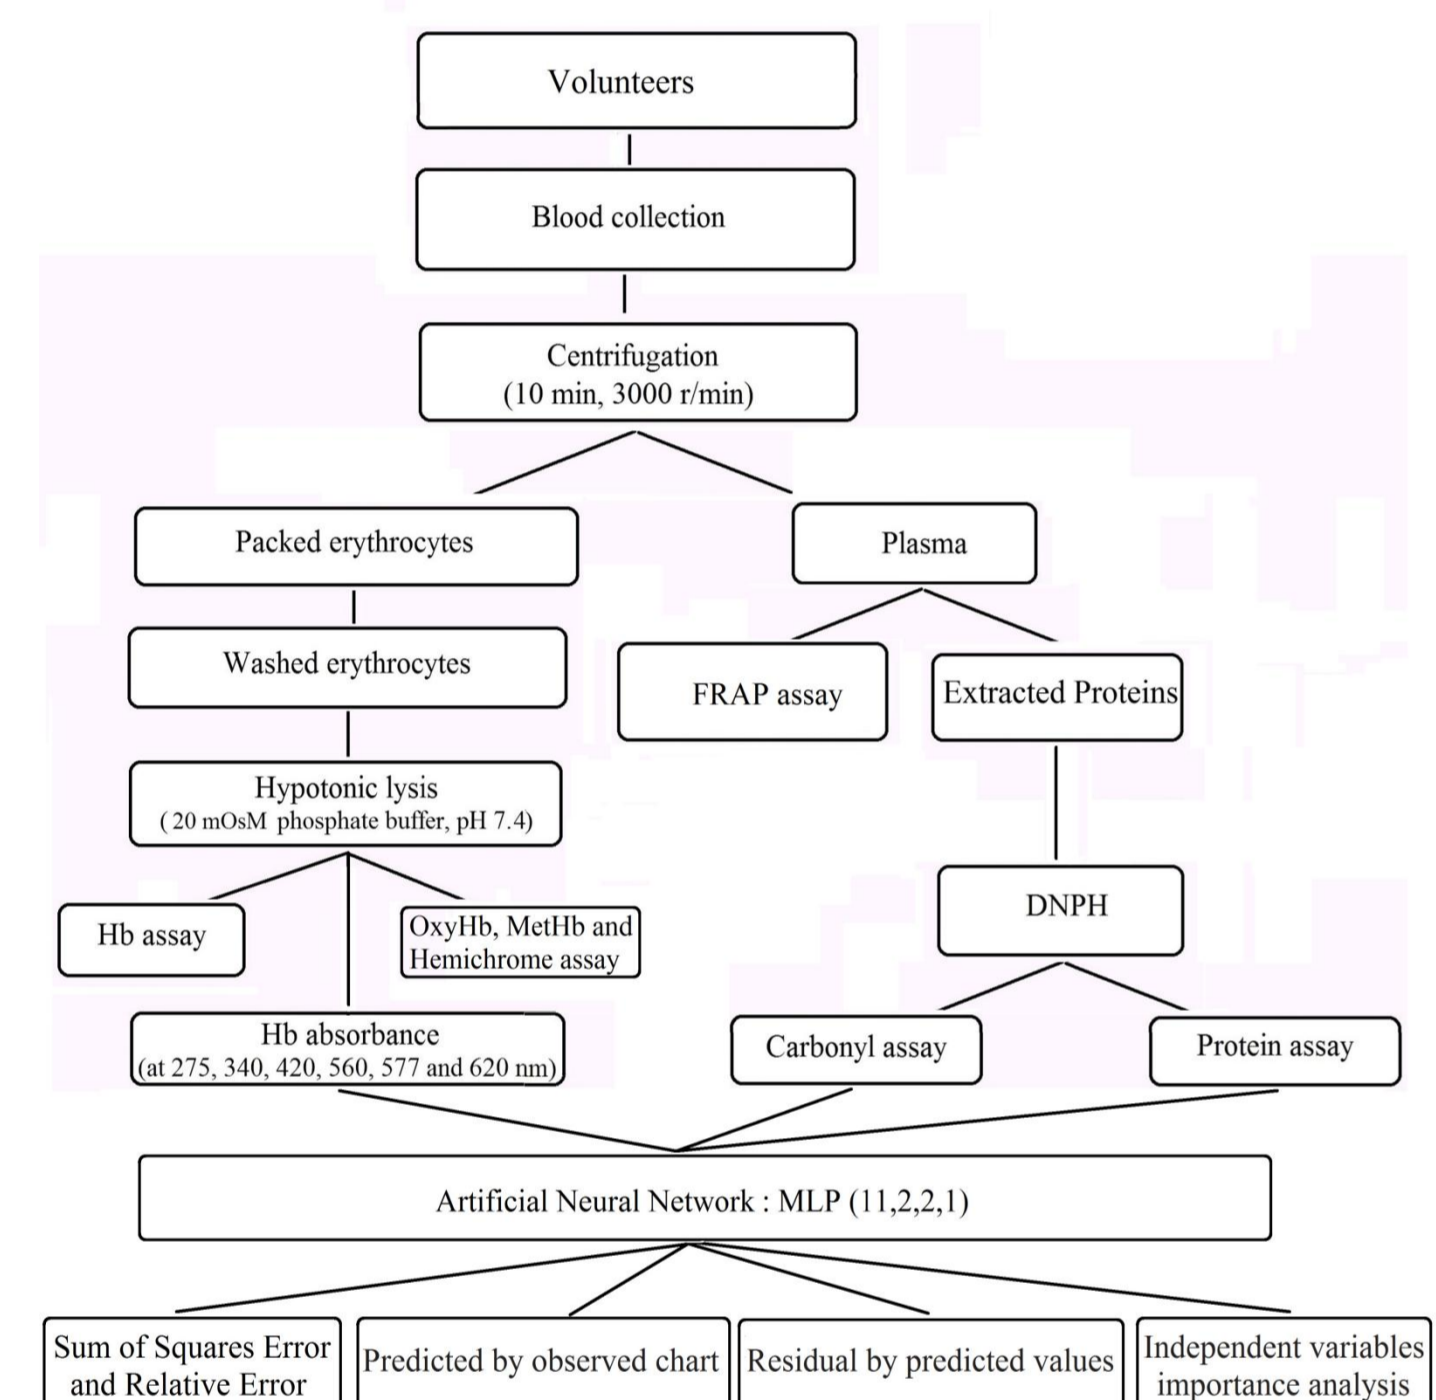 Volunteers
Blood collection
Centrifugation
(10 min, 3000 r/min)
Packed erythrocytes
Plasma
Washed erythrocytes
FRAP assay
Extracted Proteins
Hypotonic lysis
( 20 mOsM phosphate buffer, pH 7.4)
DNPH
Hb assay
OxyHb, MetHb and
Hemichrome assay
Hb absorbance
(at 275, 340, 420, 560, 577 and 620 nm)
Carbonyl assay
Protein assay
Artificial Neural Network : MLP (11,2,2,1)
Sum of Squares Error
and Relative Error
Predicted by observed chart
Residual by predicted values
Independent variables
importance analysis